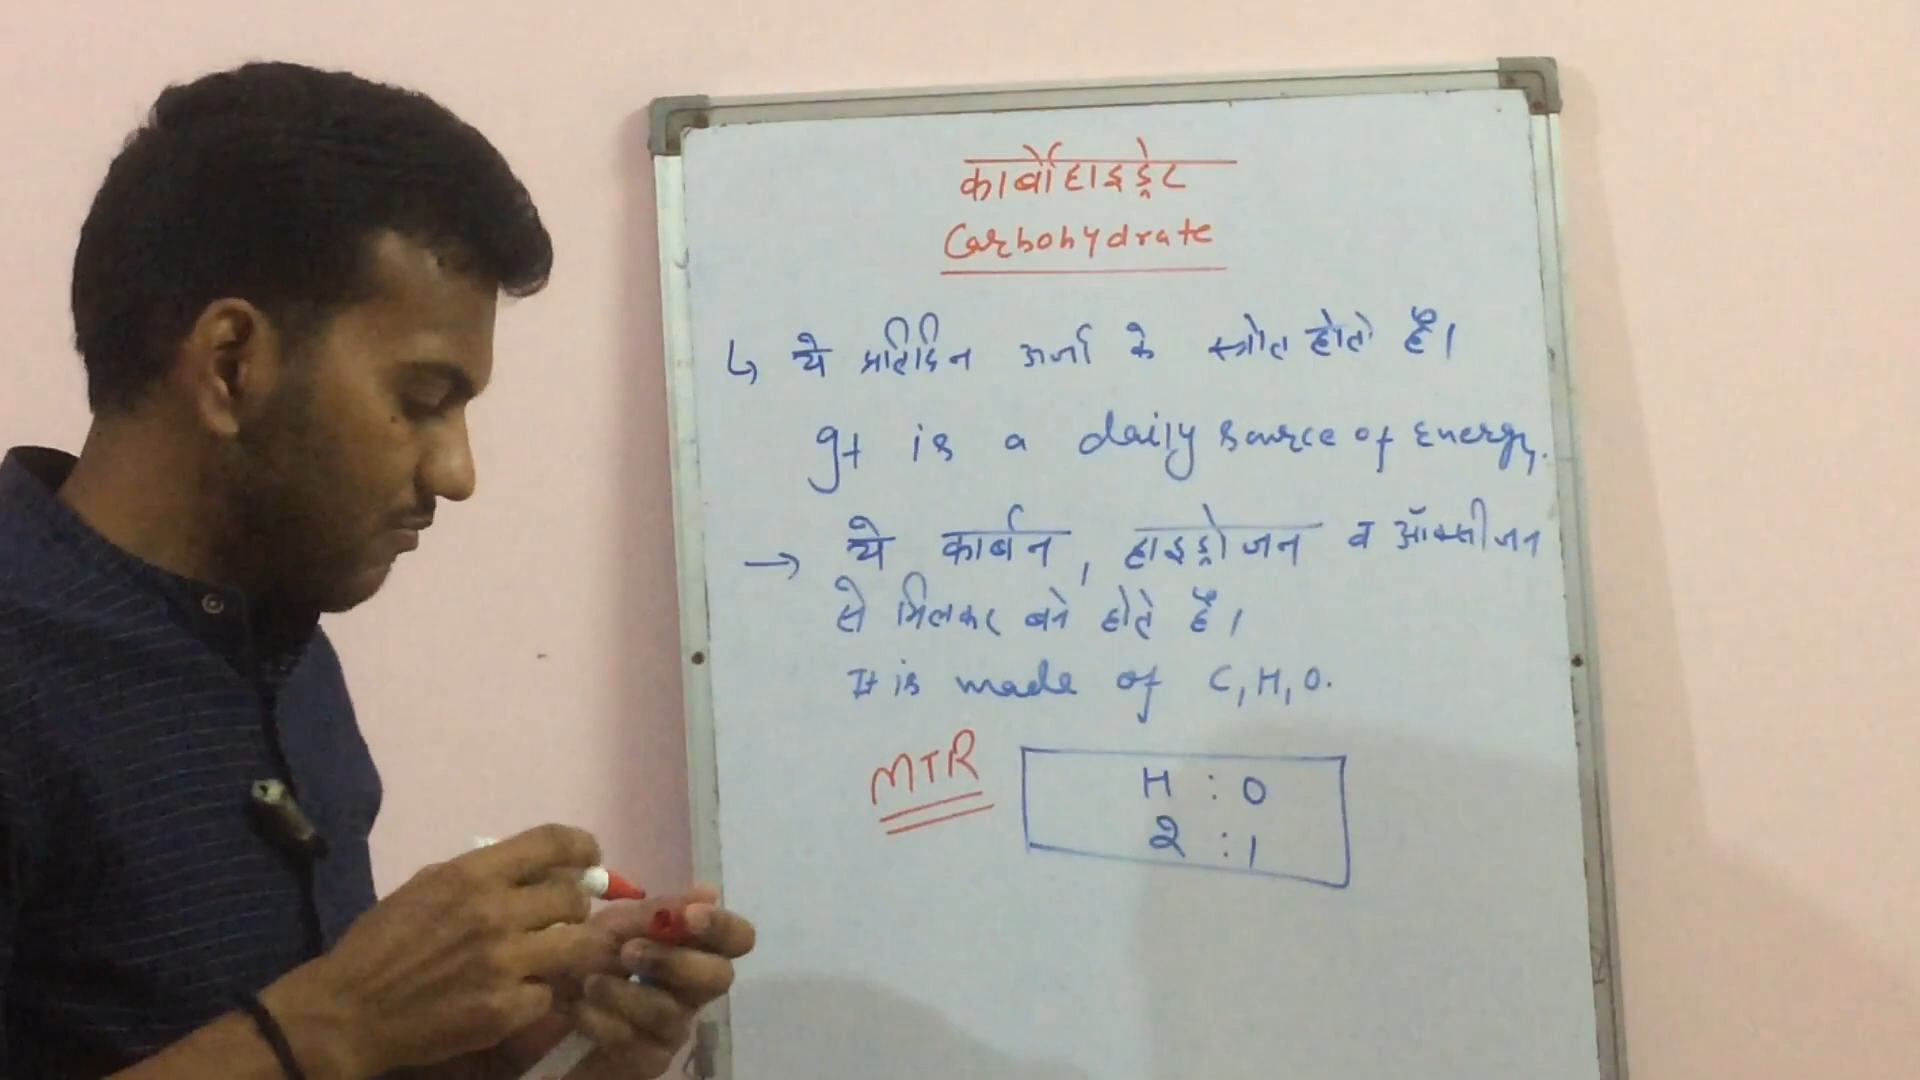 कार्बोहाइड्रेट
Carbohydrate
↳ ये प्रतिदिन ऊर्जा के स्त्रोत होते हैं।
It is a daily source of Energy.
→ ये कार्बन, हाइड्रोजन व ऑक्सीजन
से मिलकर बने होते हैं।
It is made of C, H, O.
MTR
H : O
2 : 1